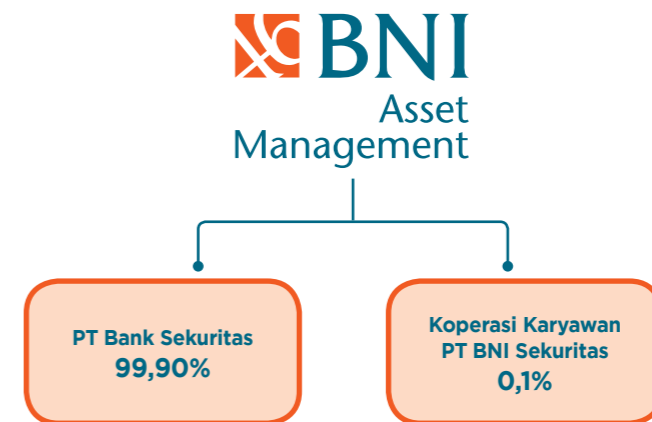 BNI
Asset
Management
PT Bank Sekuritas
99,90%
Koperasi Karyawan
PT BNI Sekuritas
0,1%